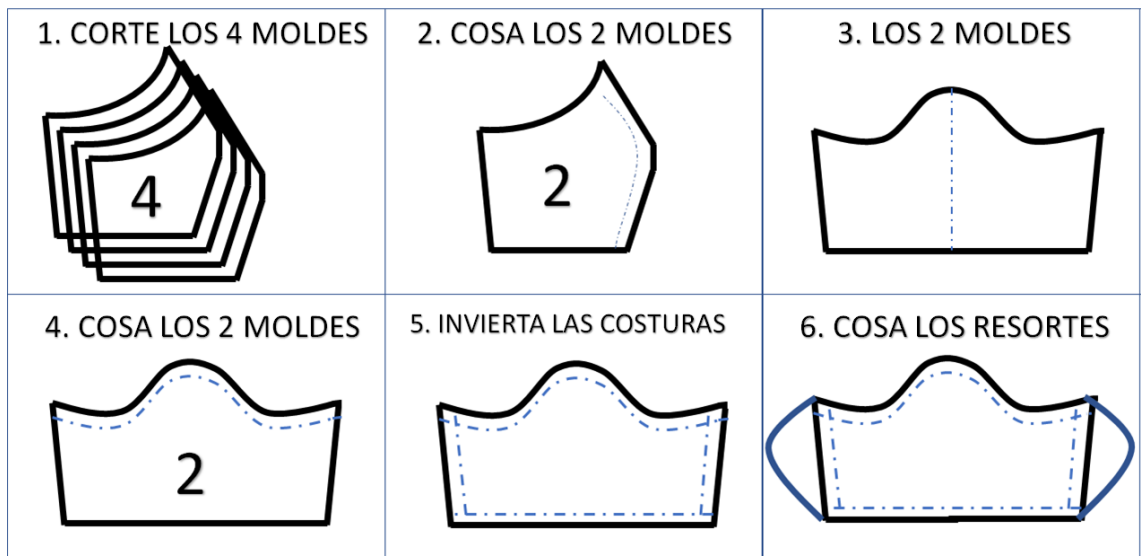 1. CORTE LOS 4 MOLDES
4
2. COSA LOS 2 MOLDES
2
3. LOS 2 MOLDES
4. COSA LOS 2 MOLDES
2
5. INVIERTA LAS COSTURAS
6. COSA LOS RESORTES